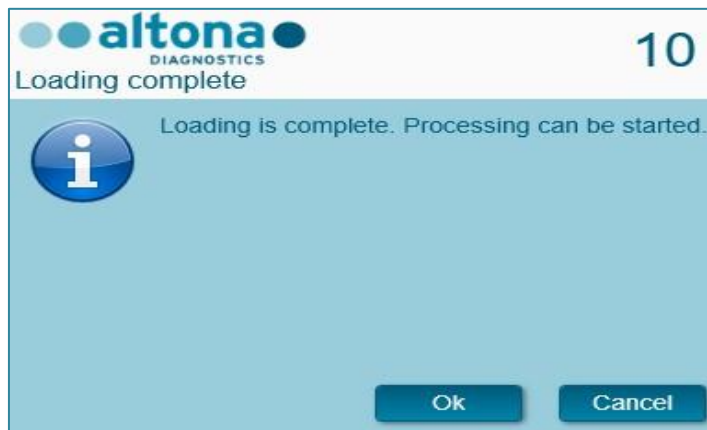 altona
DIAGNOSTICS
10
Loading complete
Loading is complete. Processing can be started.
Ok
Cancel